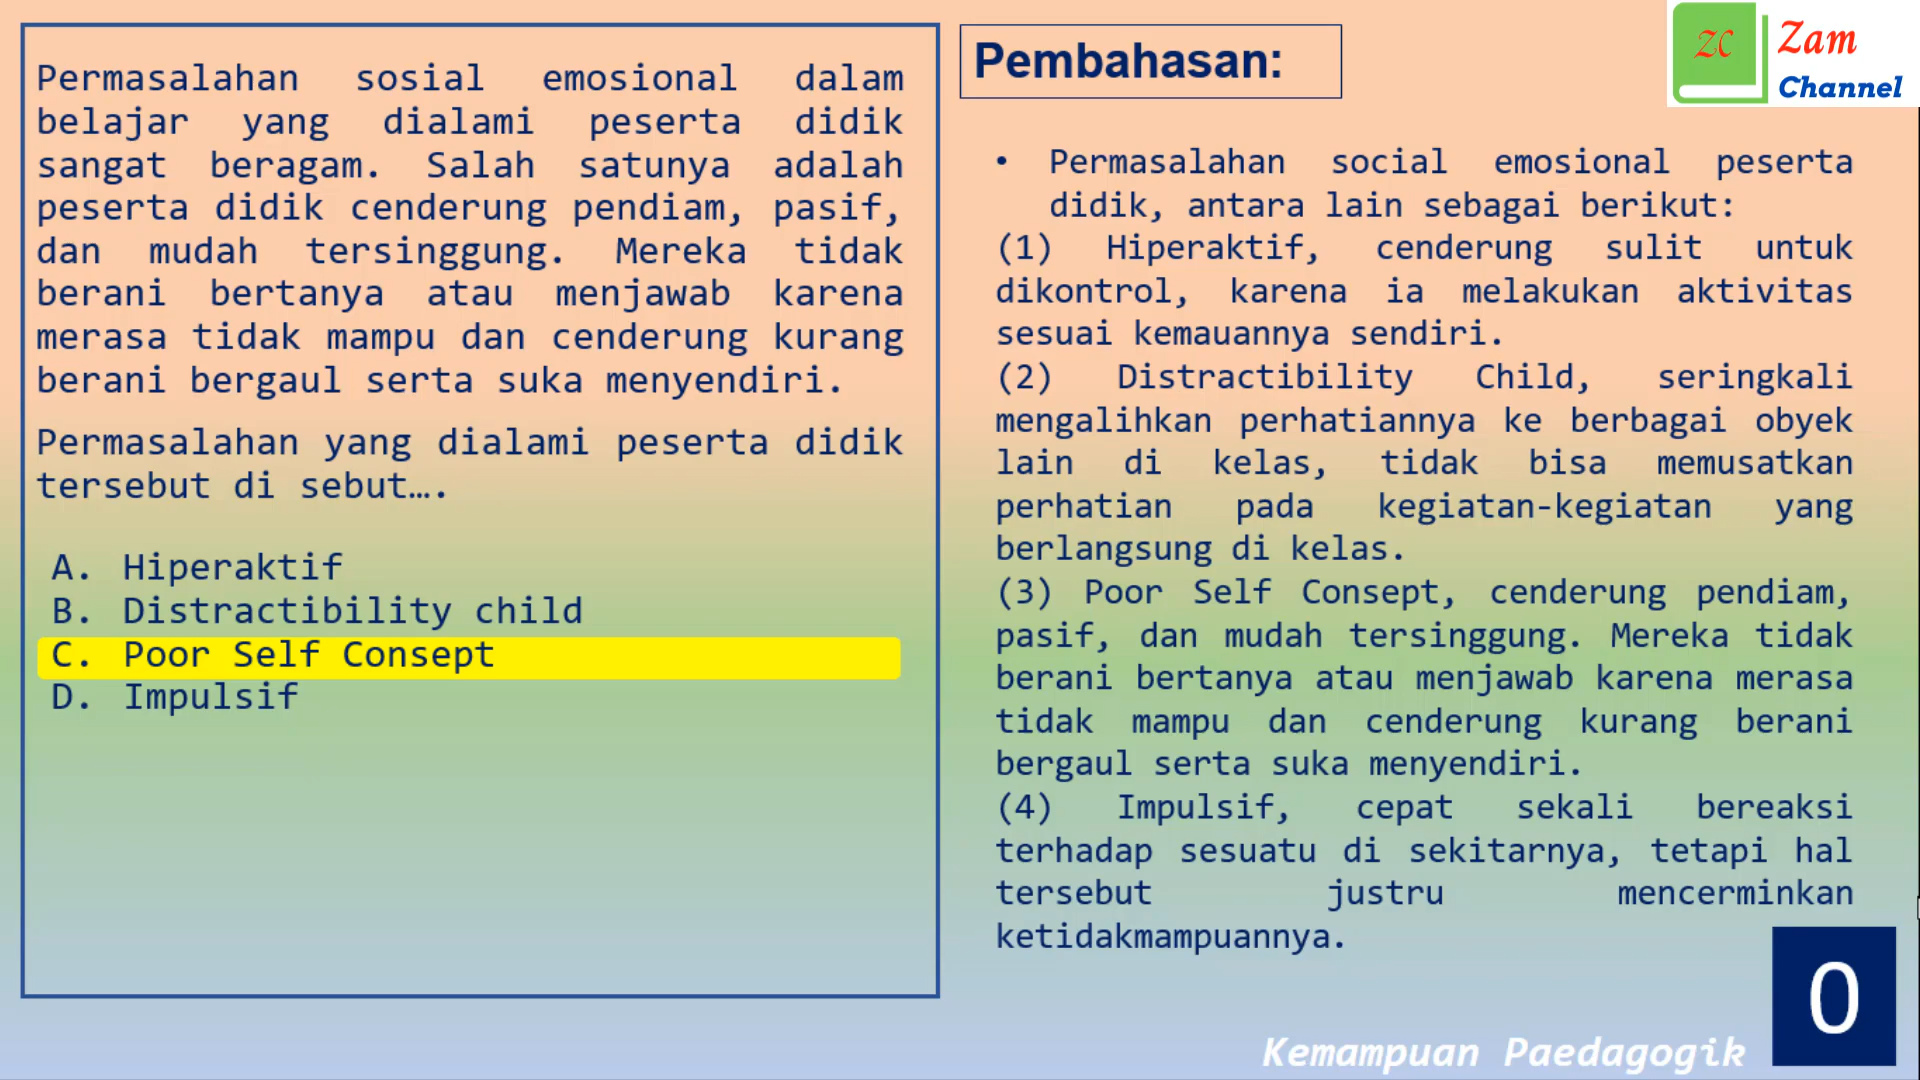 Permasalahan sosial emosional dalam
belajar yang dialami peserta didik
sangat beragam. Salah satunya adalah
peserta didik cenderung pendiam, pasif,
dan mudah tersinggung. Mereka tidak
berani bertanya atau menjawab karena
merasa tidak mampu dan cenderung kurang
berani bergaul serta suka menyendiri.
Permasalahan yang dialami peserta didik
tersebut di sebut….
A. Hiperaktif
B. Distractibility child
C. Poor Self Consept
D. Impulsif
Pembahasan:
ZC
Zam
Channel
• Permasalahan social emosional peserta
didik, antara lain sebagai berikut:
(1) Hiperaktif, cenderung sulit untuk
dikontrol, karena ia melakukan aktivitas
sesuai kemauannya sendiri.
(2) Distractibility Child, seringkali
mengalihkan perhatiannya ke berbagai obyek
lain di kelas, tidak bisa memusatkan
perhatian pada kegiatan-kegiatan yang
berlangsung di kelas.
(3) Poor Self Consept, cenderung pendiam,
pasif, dan mudah tersinggung. Mereka tidak
berani bertanya atau menjawab karena merasa
tidak mampu dan cenderung kurang berani
bergaul serta suka menyendiri.
(4) Impulsif, cepat sekali bereaksi
terhadap sesuatu di sekitarnya, tetapi hal
tersebut justru mencerminkan
ketidakmampuannya.
0
Kemampuan Paedagogik